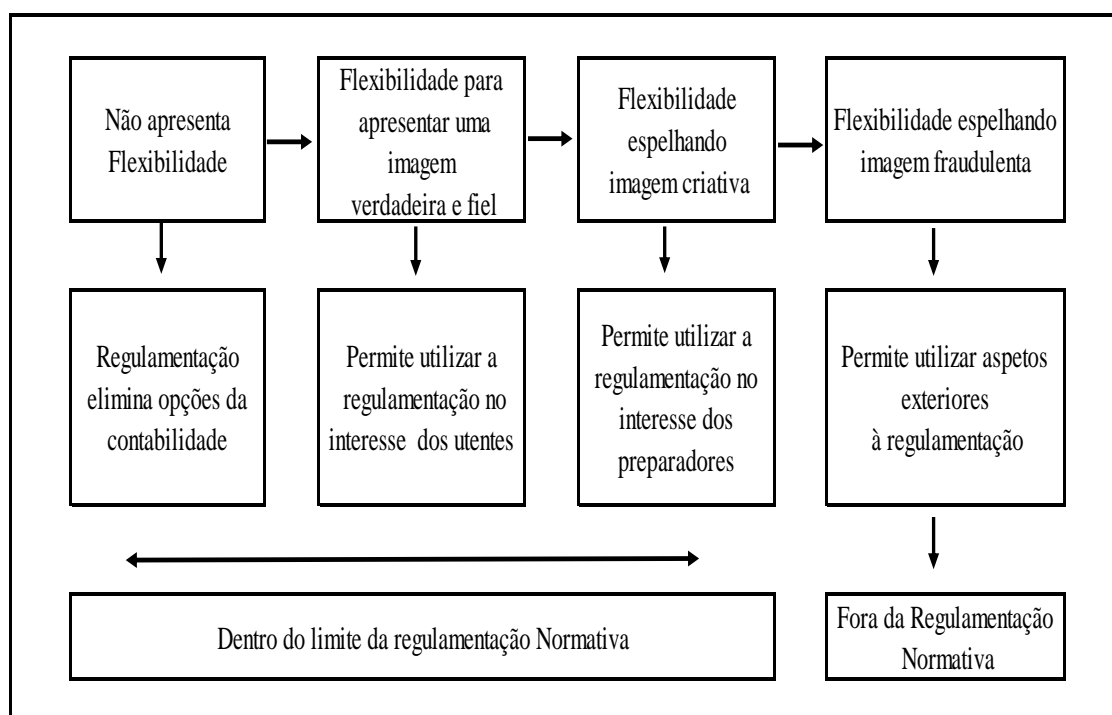 Não apresenta
Flexibilidade
Flexibilidade para
apresentar uma
imagem
verdadeira e fiel
Flexibilidade
espelhando
imagem criativa
Flexibilidade espelhando
imagem fraudulenta
Regulamentação
elimina opções da
contabilidade
Permite utilizar a
regulamentação no
interesse dos utentes
Permite utilizar a
regulamentação no
interesse dos
preparadores
Permite utilizar aspetos
exteriores
à regulamentação
Dentro do limite da regulamentação Normativa
Fora da Regulamentação
Normativa